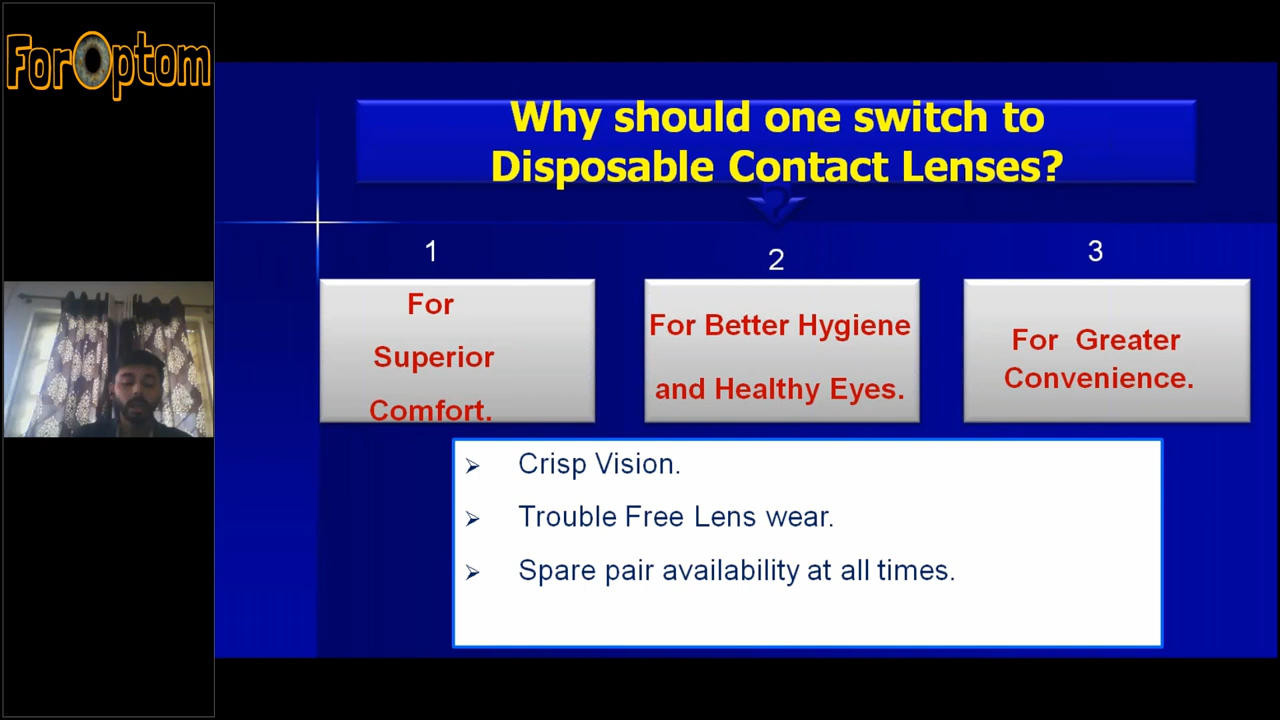 ForOptom
Why should one switch to
Disposable Contact Lenses?
?
1
2
3
For
Superior
Comfort.
For Better Hygiene
and Healthy Eyes.
For Greater
Convenience.
➢ Crisp Vision.
➢ Trouble Free Lens wear.
➢ Spare pair availability at all times.